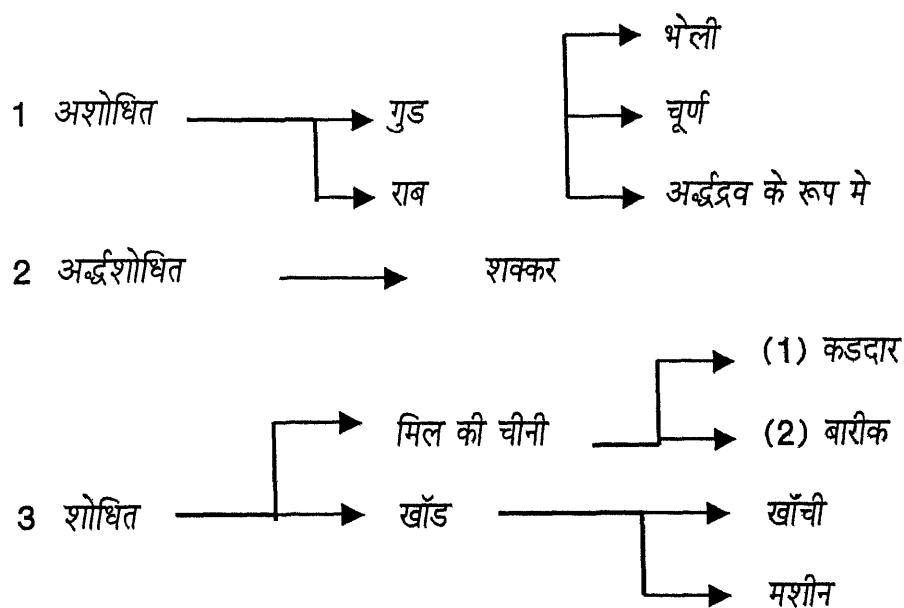 भेली
1 अशोधित गुड चूर्ण
राब अर्द्धद्रव के रूप मे
2 अर्द्धशोधित शक्कर
(1) कडदार
मिल की चीनी (2) बारीक
3 शोधित खॉड खॉंची
मशीन